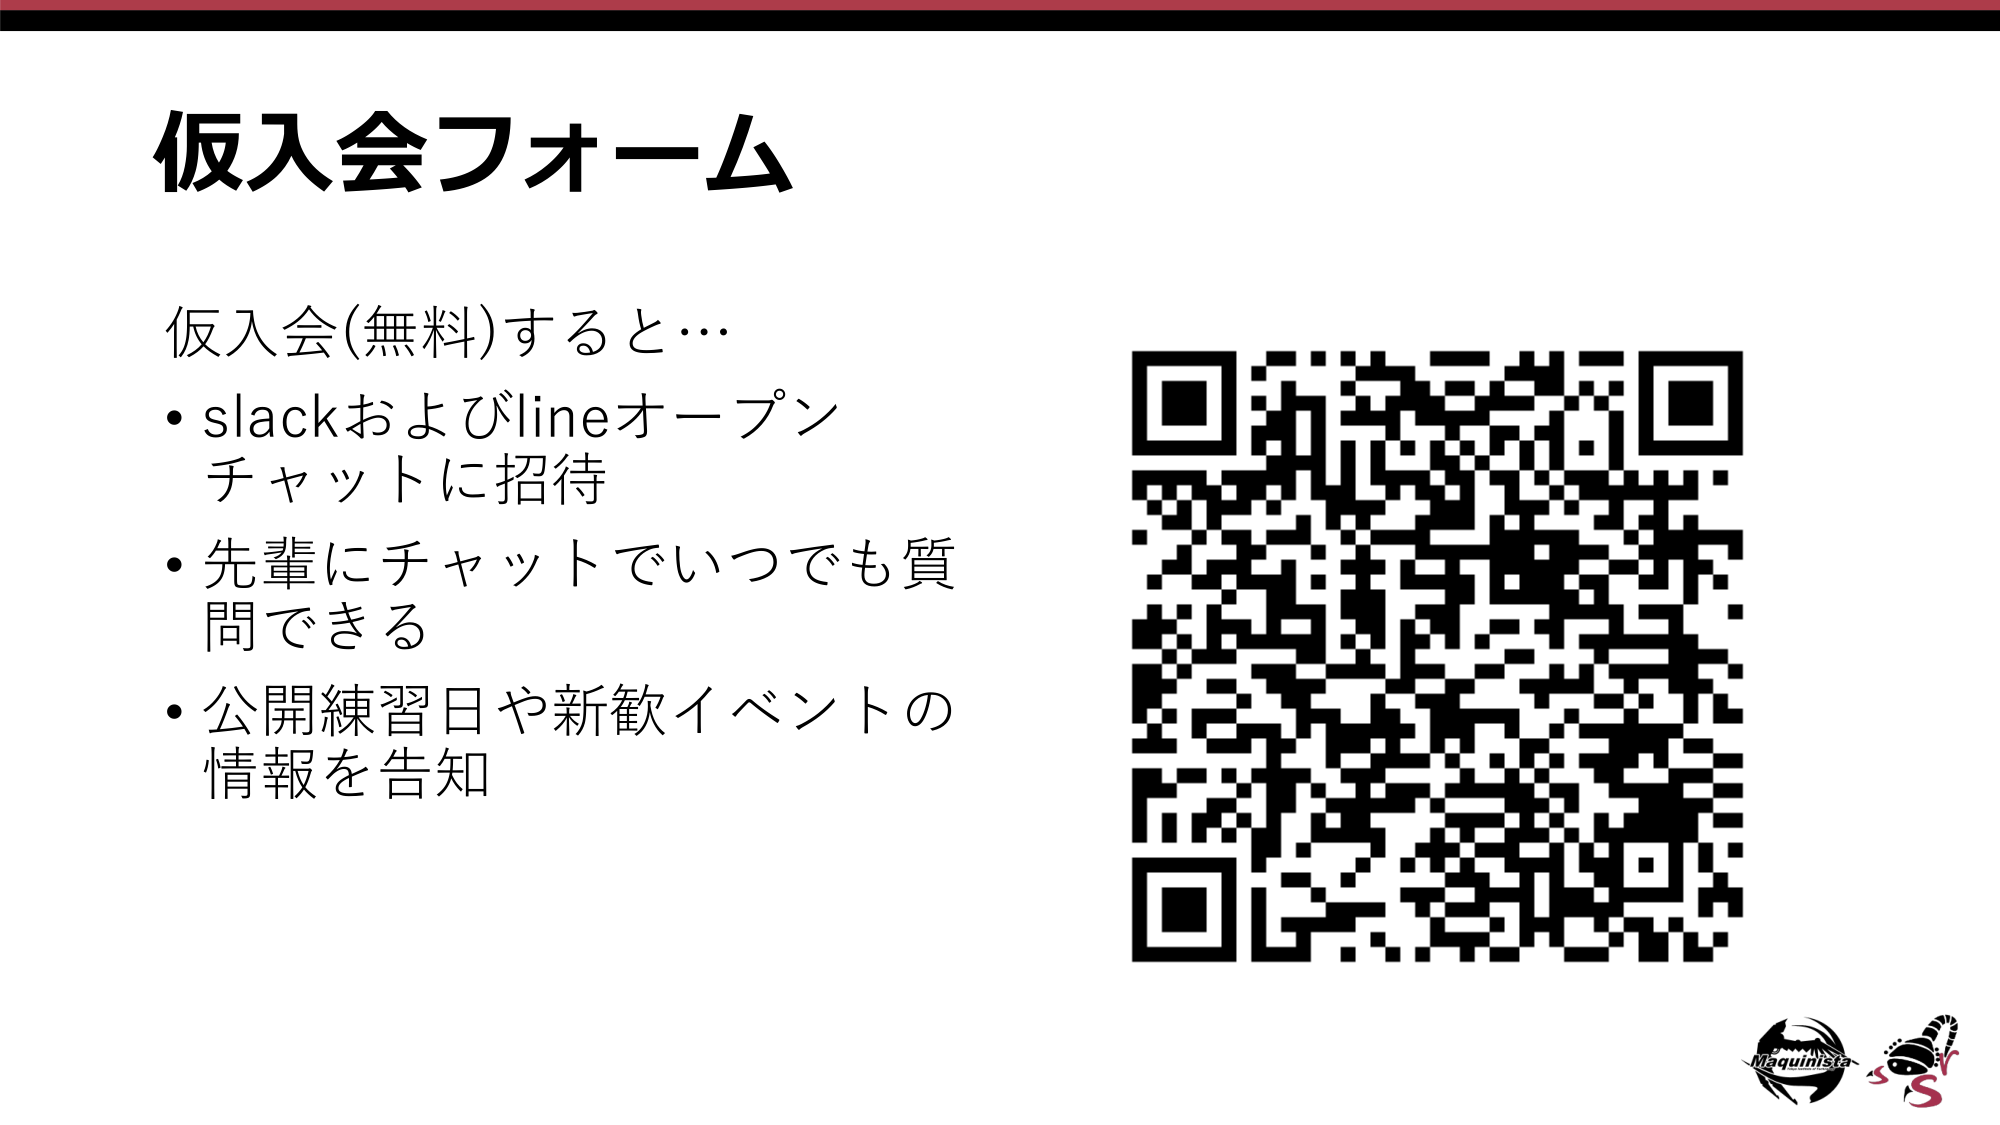 仮入会フォーム
仮入会(無料)すると…
• slackおよびlineオープン
チャットに招待
• 先輩にチャットでいつでも質
問できる
• 公開練習日や新歓イベントの
情報を告知
Maquinista
s S r